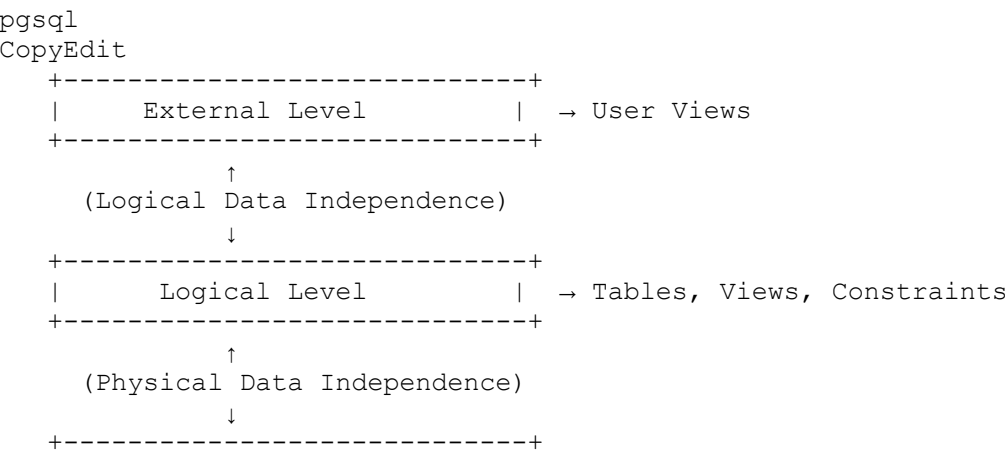 pgsql
CopyEdit
+-----------------------------+
|     External Level         |  → User Views
+-----------------------------+
↑
(Logical Data Independence)
↓
+-----------------------------+
|      Logical Level         |  → Tables, Views, Constraints
+-----------------------------+
↑
(Physical Data Independence)
↓
+-----------------------------+